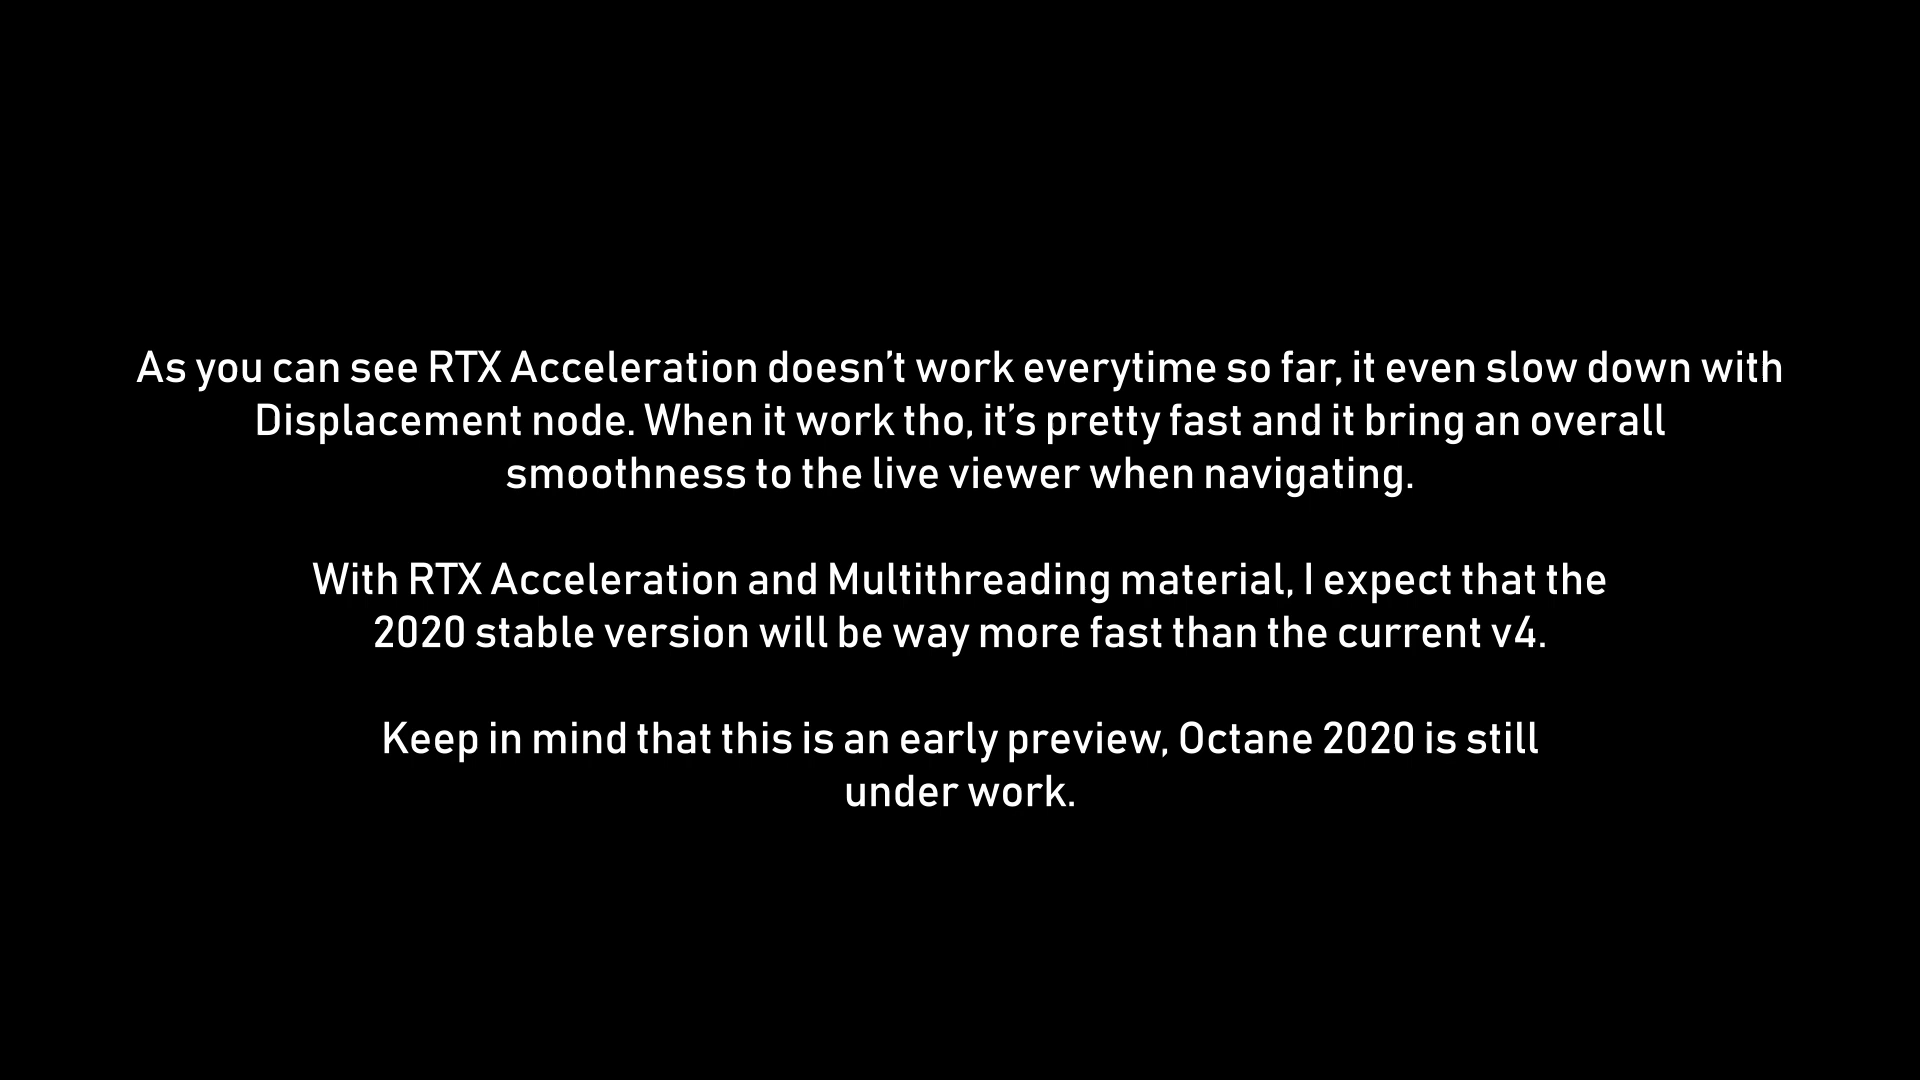 As you can see RTX Acceleration doesn’t work everytime so far, it even slow down with
Displacement node. When it work tho, it’s pretty fast and it bring an overall
smoothness to the live viewer when navigating.
With RTX Acceleration and Multithreading material, I expect that the
2020 stable version will be way more fast than the current v4.
Keep in mind that this is an early preview, Octane 2020 is still
under work.